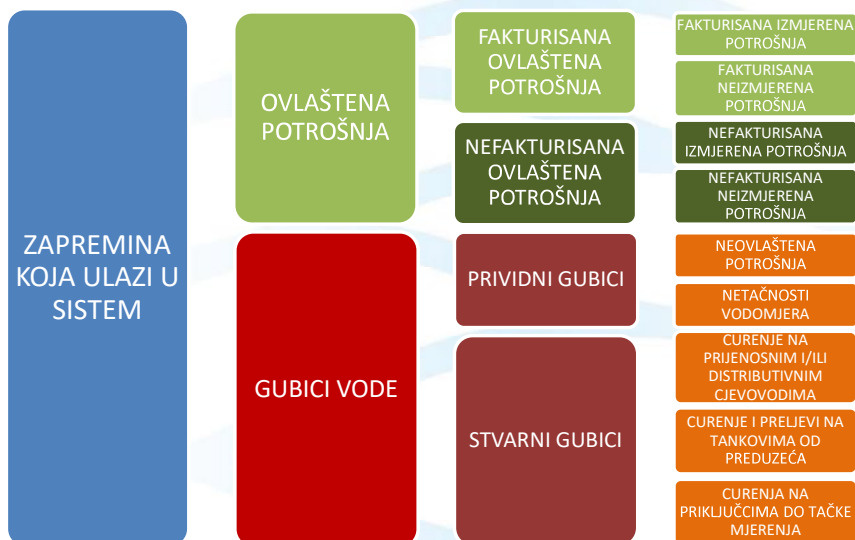 ZAPREMINA
KOJA ULAZI U
SISTEM
OVLAŠTENA
POTROŠNJA
GUBICI VODE
FAKTURISANA
OVLAŠTENA
POTROŠNJA
NEFAKTURISANA
OVLAŠTENA
POTROŠNJA
PRIVIDNI GUBICI
STVARNI GUBICI
FAKTURISANA IZMJERENA
POTROŠNJA
FAKTURISANA
NEIZMJERENA
POTROŠNJA
NEFAKTURISANA
IZMJERENA POTROŠNJA
NEFAKTURISANA
NEIZMJERENA
POTROŠNJA
NEOVLAŠTENA
POTROŠNJA
NETAČNOSTI
VODOMJERA
CURENJE NA
PRIJENOSNIM I/ILI
DISTRIBUTIVNIM
CJEVOVODIMA
CURENJE I PRELJEVI NA
TANKOVIMA OD
PREDUZEĆA
CURENJA NA
PRIKLJUČCIMA DO TAČKE
MJERENJA